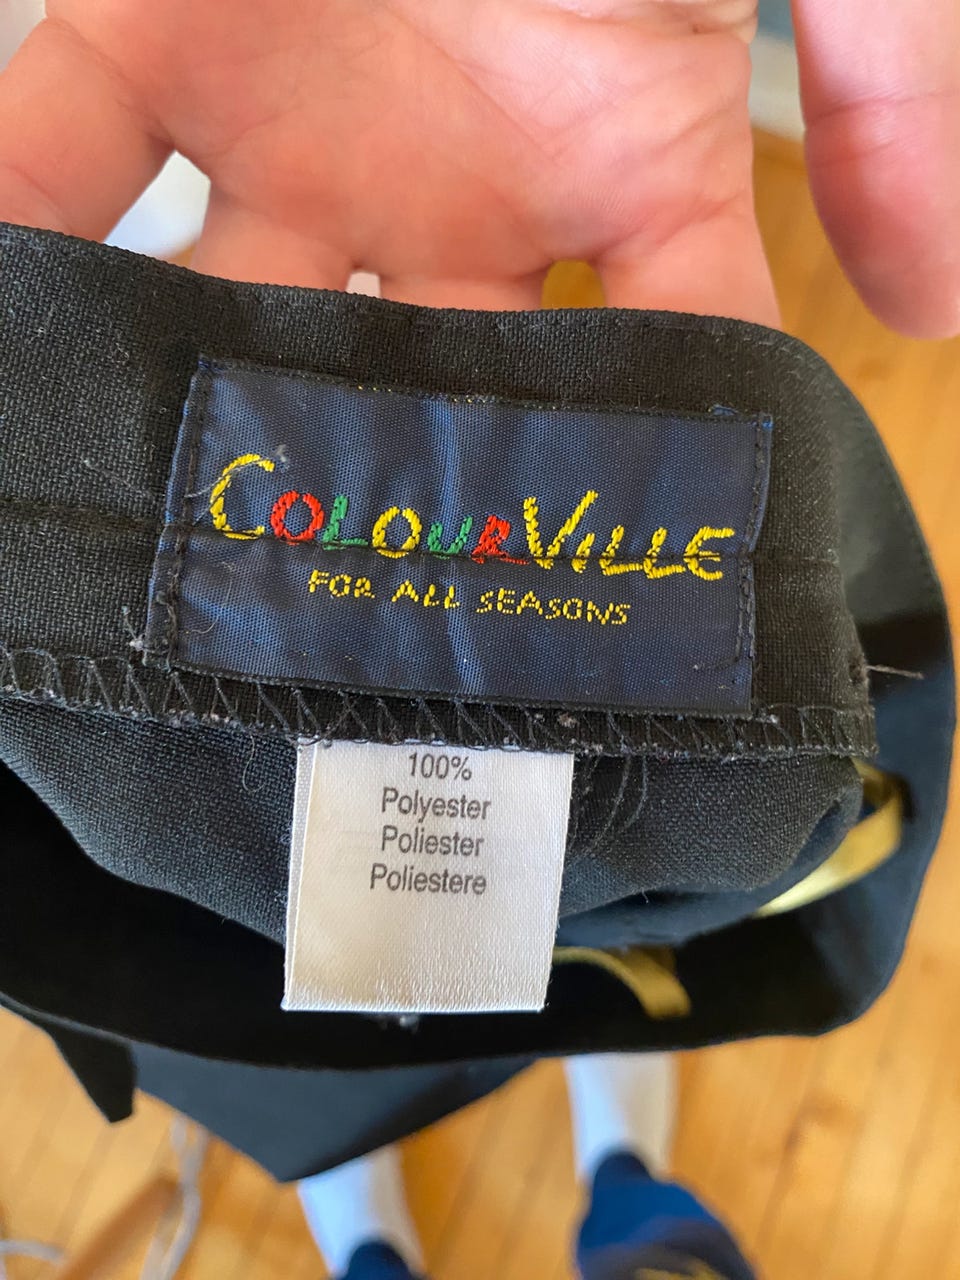 COLOURVILLE
FOR ALL SEASONS
100%
Polyester
Poliester
Poliestere